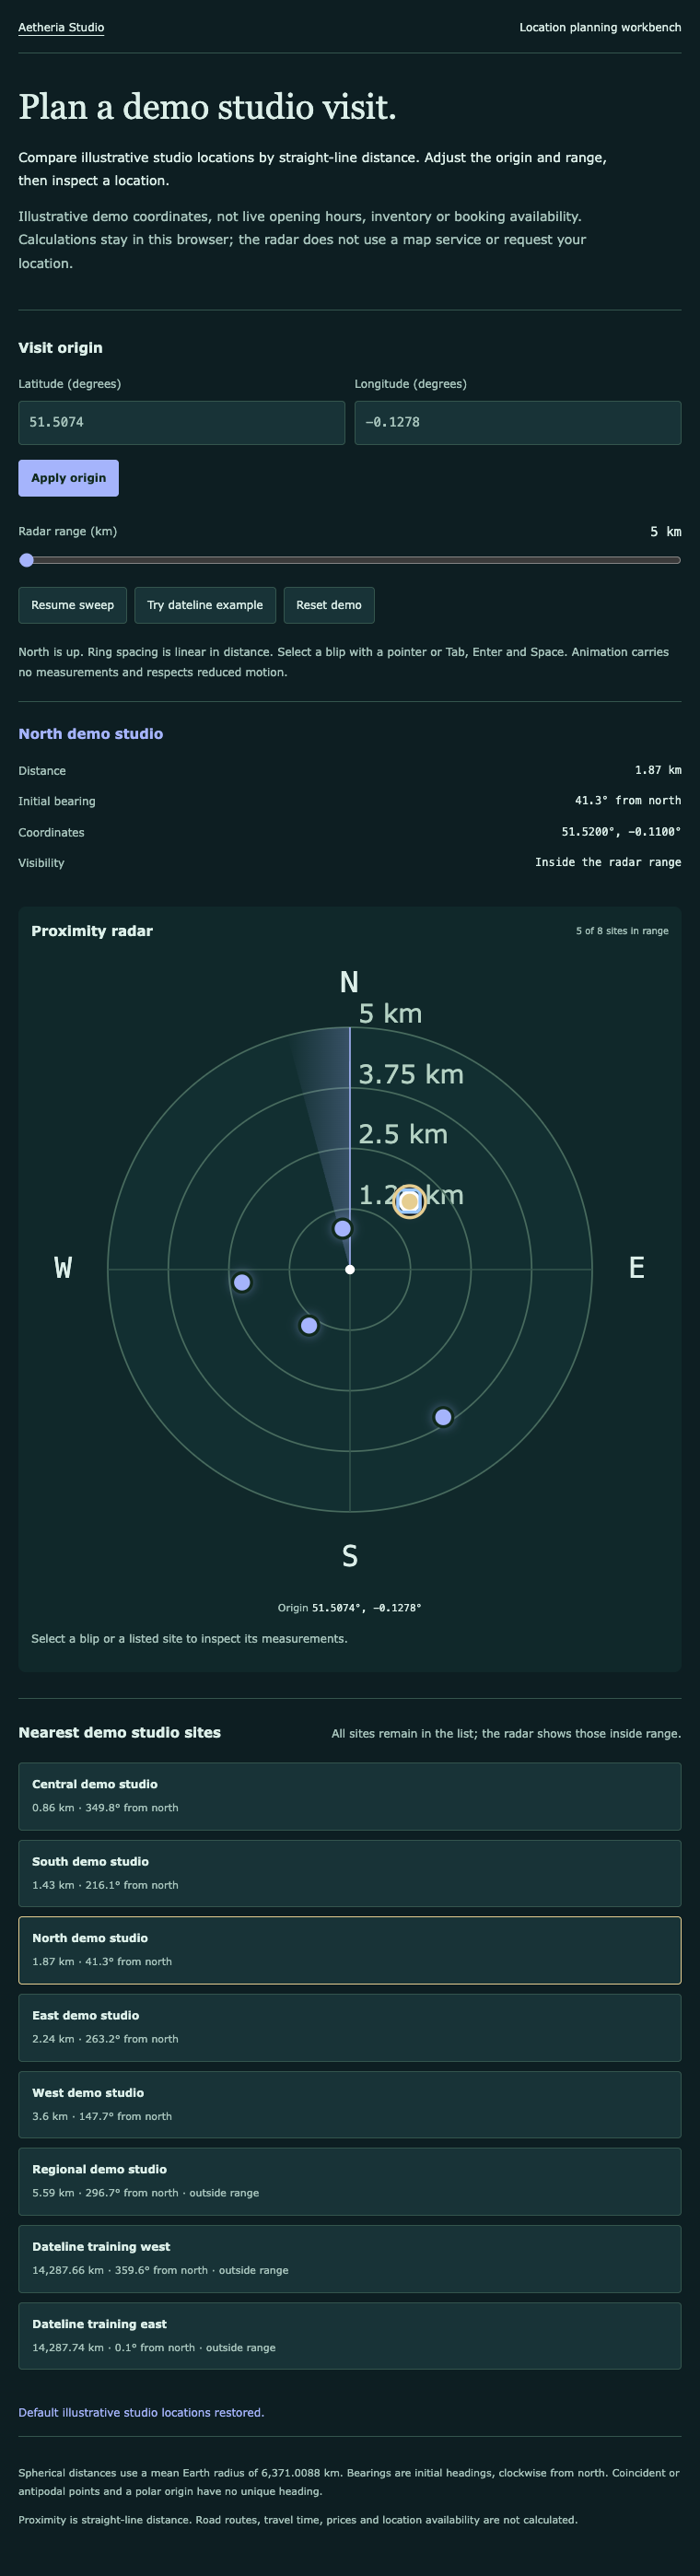 Aetheria Studio
Location planning workbench
Plan a demo studio visit.
Compare illustrative studio locations by straight-line distance. Adjust the origin and range,
then inspect a location.
Illustrative demo coordinates, not live opening hours, inventory or booking availability.
Calculations stay in this browser; the radar does not use a map service or request your
location.
Visit origin
Latitude (degrees)
Longitude (degrees)
51.5074
−0.1278
Apply origin
Radar range (km)
5 km
Resume sweep
Try dateline example
Reset demo
North is up. Ring spacing is linear in distance. Select a blip with a pointer or Tab, Enter and Space. Animation carries
no measurements and respects reduced motion.
North demo studio
Distance
1.87 km
Initial bearing
41.3° from north
Coordinates
51.5200°, −0.1100°
Visibility
Inside the radar range
Proximity radar
5 of 8 sites in range
N
5 km
3.75 km
2.5 km
km
W
E
S
Origin 51.5074°, −0.1278°
Select a blip or a listed site to inspect its measurements.
Nearest demo studio sites
All sites remain in the list; the radar shows those inside range.
Central demo studio
0.86 km · 349.8° from north
South demo studio
1.43 km · 216.1° from north
North demo studio
1.87 km · 41.3° from north
East demo studio
2.24 km · 263.2° from north
West demo studio
3.6 km · 147.7° from north
Regional demo studio
5.59 km · 296.7° from north · outside range
Dateline training west
14,287.66 km · 359.6° from north · outside range
Dateline training east
14,287.74 km · 0.1° from north · outside range
Default illustrative studio locations restored.
Spherical distances use a mean Earth radius of 6,371.0088 km. Bearings are initial headings, clockwise from north. Coincident or
antipodal points and a polar origin have no unique heading.
Proximity is straight-line distance. Road routes, travel time, prices and location availability are not calculated.